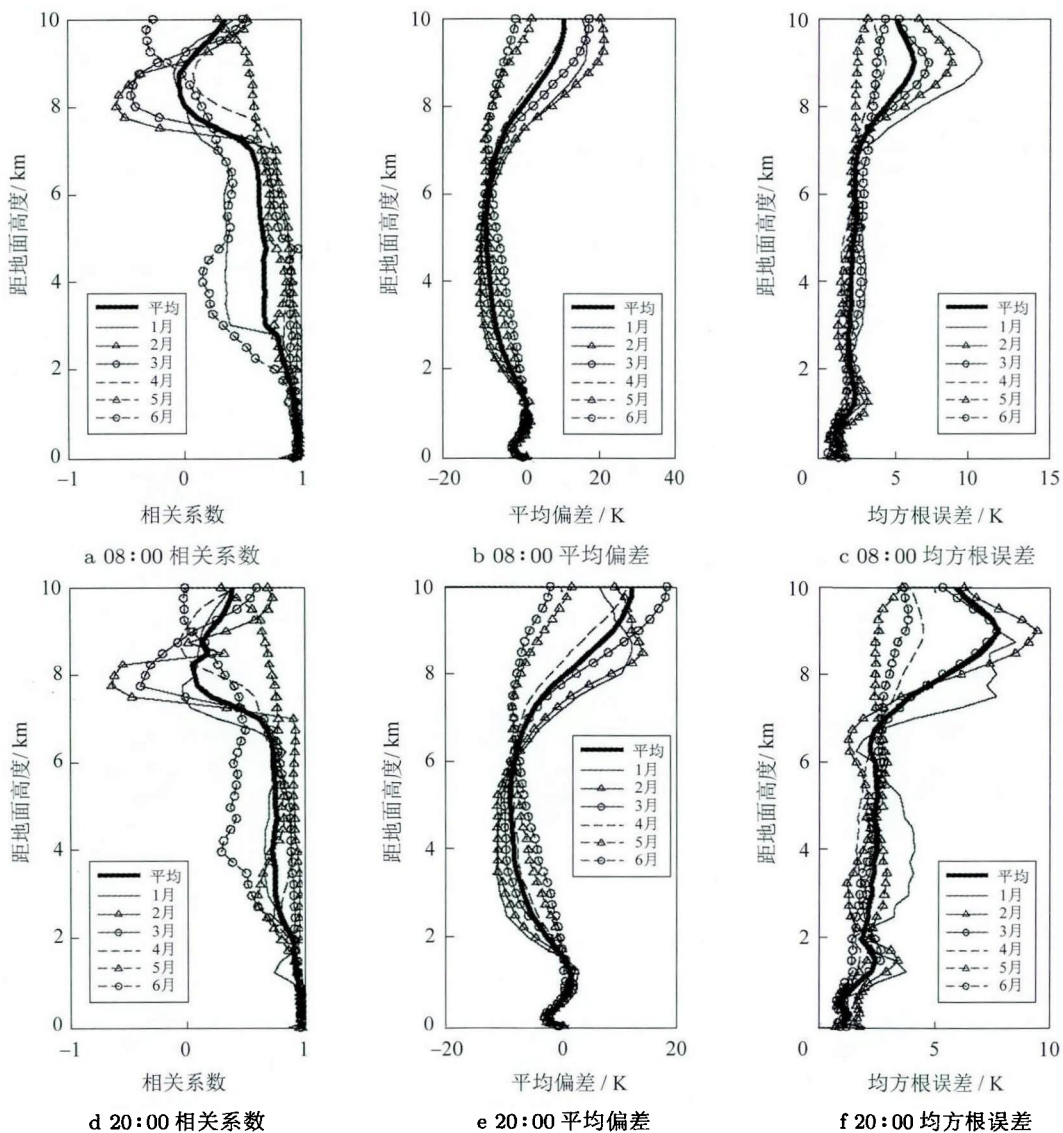 10
8
6
4
2
0
距地面高度/ km
平均
1月
2月
3月
4月
5月
6月
−1
0
1
相关系数
a 08∶00 相关系数
10
8
6
4
2
0
距地面高度/ km
平均
1月
2月
3月
4月
5月
6月
−20
0
20
40
平均偏差 / K
b 08∶00 平均偏差
10
8
6
4
2
0
距地面高度/ km
平均
1月
2月
3月
4月
5月
6月
0
5
10
15
均方根误差 / K
c 08∶00 均方根误差
10
8
6
4
2
0
距地面高度/ km
平均
1月
2月
3月
4月
5月
6月
−1
0
1
相关系数
d 20∶00 相关系数
10
8
6
4
2
0
距地面高度/ km
平均
1月
2月
3月
4月
5月
6月
−20
0
20
平均偏差 / K
e 20∶00 平均偏差
10
8
6
4
2
0
距地面高度/ km
平均
1月
2月
3月
4月
5月
6月
0
5
10
均方根误差 / K
f 20∶00 均方根误差